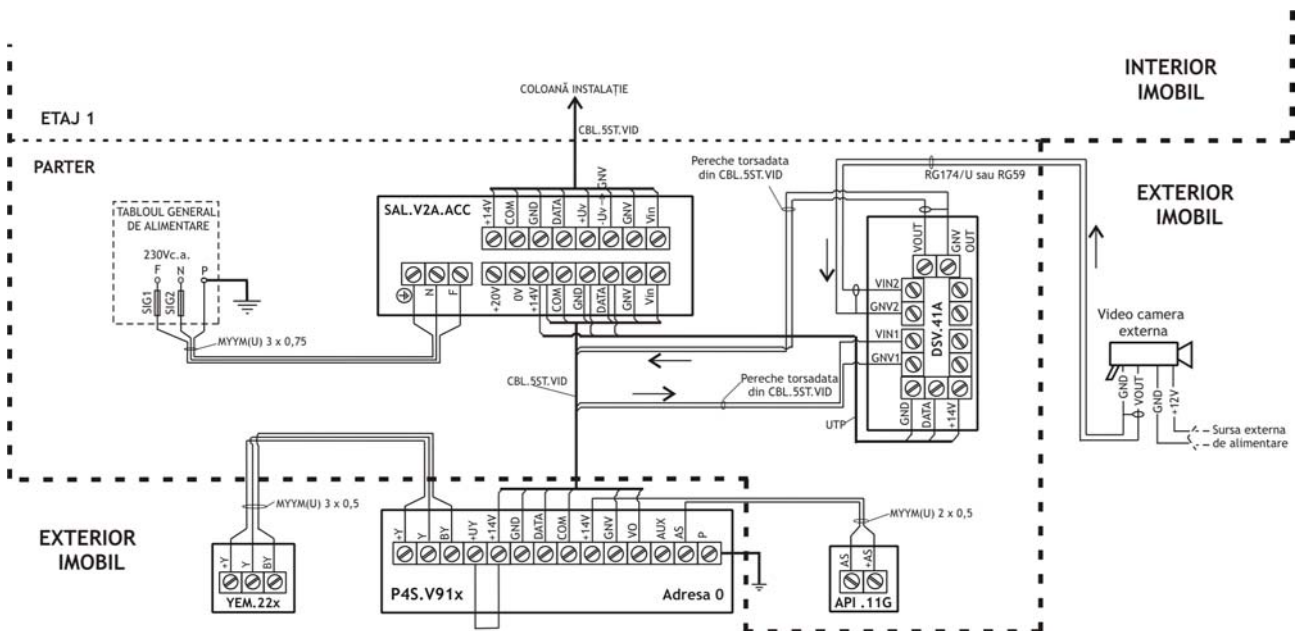 INTERIOR
IMOBIL
COLOANĂ INSTALAȚIE
ETAJ 1
CBL.5ST.VID
PARTER
Pereche torsadata
din CBL.5ST.VID
RG174/U sau RG59
EXTERIOR
IMOBIL
TABLOUL GENERAL
DE ALIMENTARE
230Vc.a.
F N P
SIG1 SIG2
MYYM(U) 3 x 0,75
SAL.V2A.ACC
+14V COM GND DATA +Uv -Uv GNV GNV Vin
N F
+20V 0V +14V COM GND DATA GNV Vin
VOUT GNV OUT
VIN2
GNV2
VIN1
GNV1
DSV.41A
GND DATA +14V
UTP
Video camera
externa
GND VOUT GND +12V
Sursa externa
de alimentare
CBL.5ST.VID
Pereche torsadata
din CBL.5ST.VID
EXTERIOR
IMOBIL
MYYM(U) 3 x 0,5
+Y Y BY
YEM.22x
+Y Y BY +UY +14V GND DATA COM +14V GNV VO AUX AS P
P4S.V91x
Adresa 0
MYYM(U) 2 x 0,5
AS +AS
API .11G